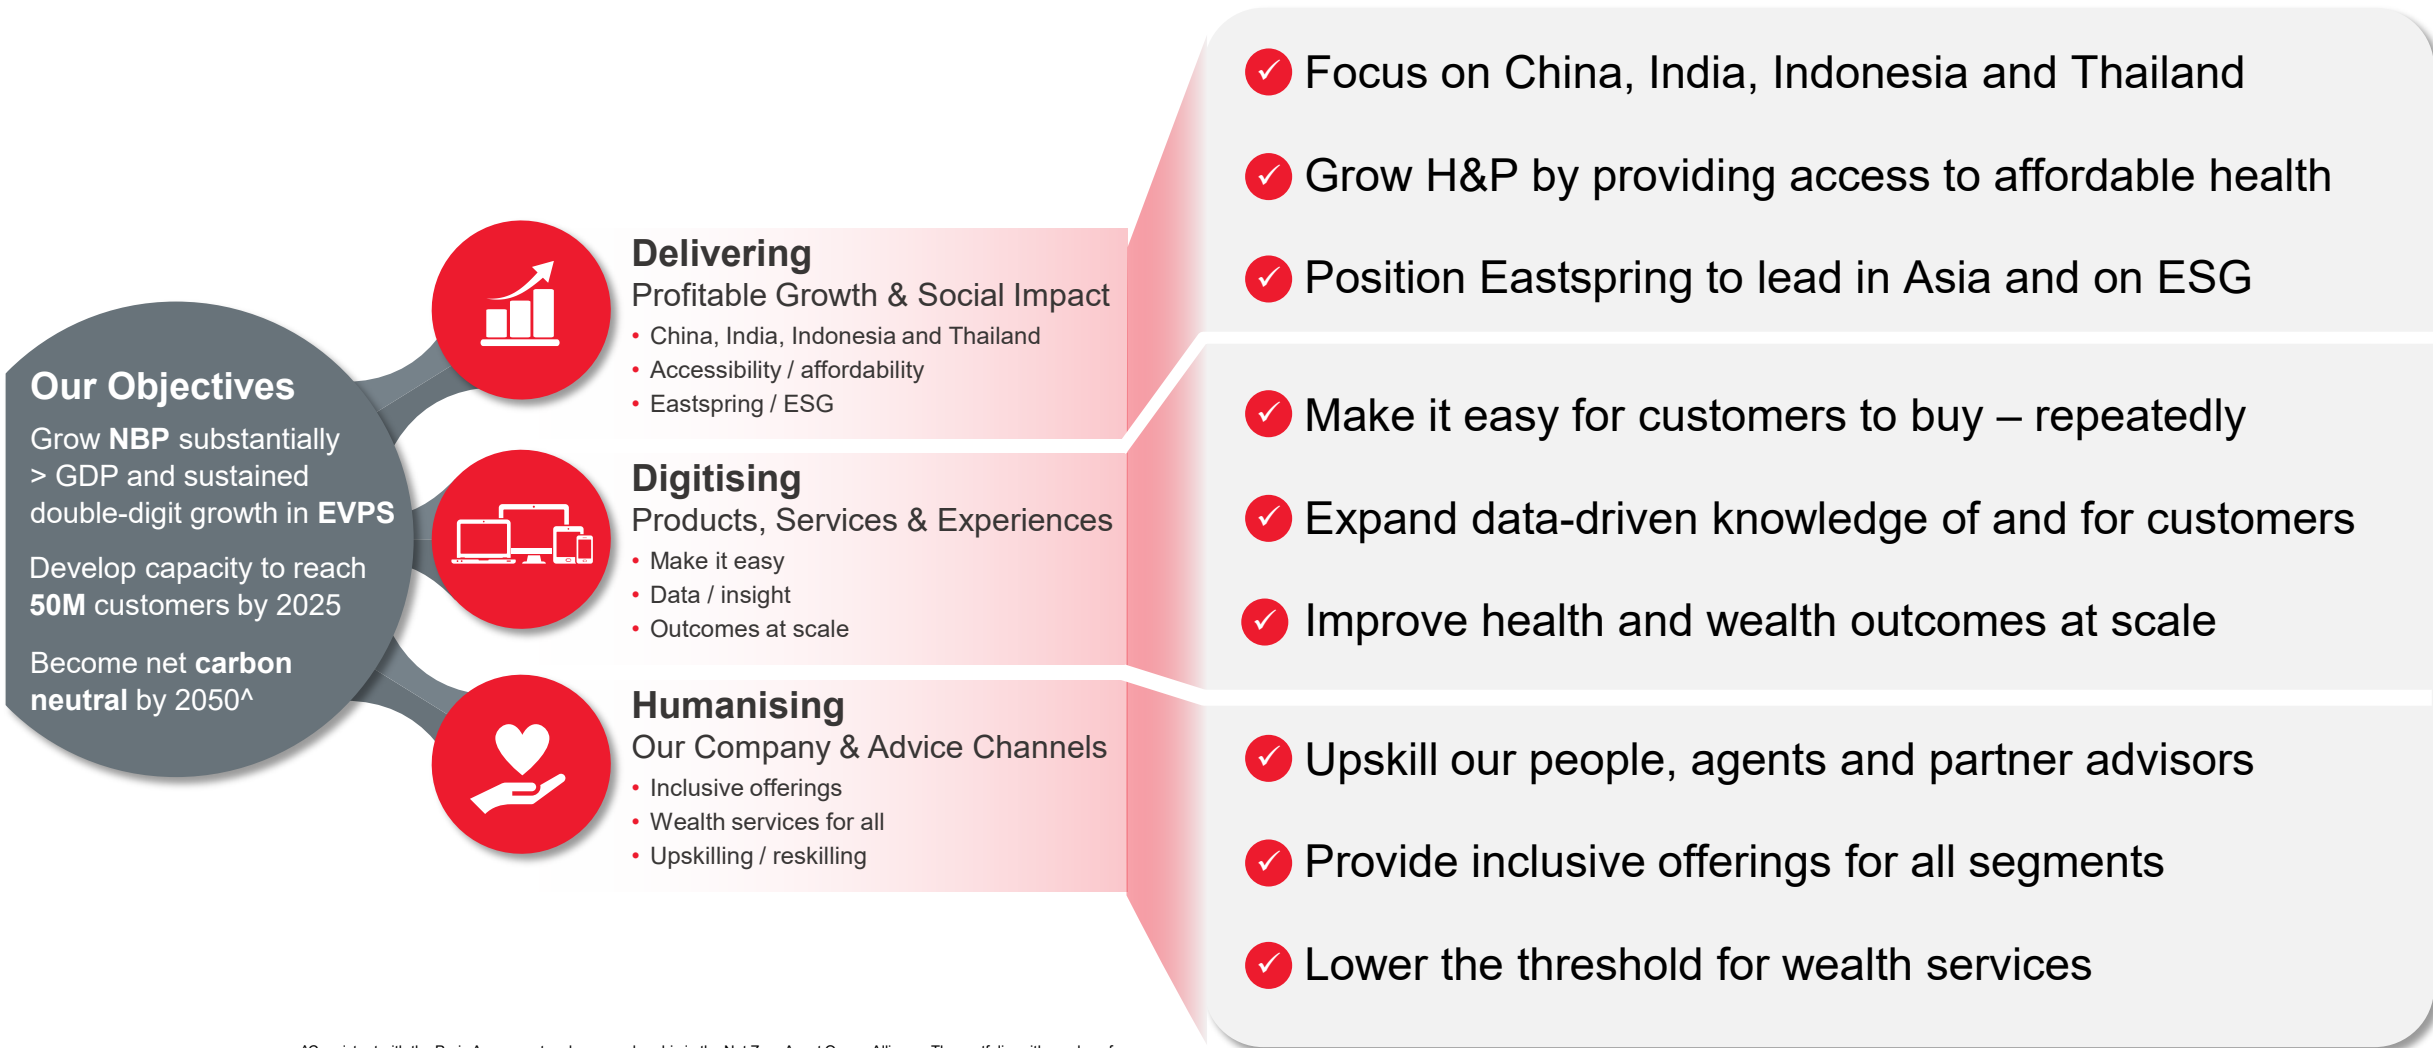 Our Objectives
Grow NBP substantially
> GDP and sustained
double-digit growth in EVPS
Develop capacity to reach
50M customers by 2025
Become net carbon
neutral by 2050^
Delivering
Profitable Growth & Social Impact
• China, India, Indonesia and Thailand
• Accessibility / affordability
• Eastspring / ESG
Digitising
Products, Services & Experiences
• Make it easy
• Data / insight
• Outcomes at scale
Humanising
Our Company & Advice Channels
• Inclusive offerings
• Wealth services for all
• Upskilling / reskilling
Focus on China, India, Indonesia and Thailand
Grow H&P by providing access to affordable health
Position Eastspring to lead in Asia and on ESG
Make it easy for customers to buy – repeatedly
Expand data-driven knowledge of and for customers
Improve health and wealth outcomes at scale
Upskill our people, agents and partner advisors
Provide inclusive offerings for all segments
Lower the threshold for wealth services